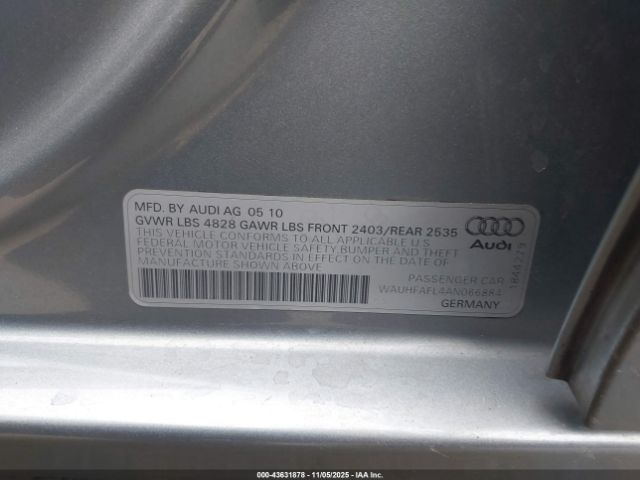 MFD. BY AUDI AG 05 10
GVWR LBS 4828 GAWR LBS FRONT 2403/REAR 2535
THIS VEHICLE CONFORMS TO ALL APPLICABLE U.S
FEDERAL MOTOR VEHICLE SAFETY BUMPER AND THEFT
PREVENTION STANDARDS IN EFFECT ON THE DATE OF
MANUFACTURE SHOWN ABOVE
Audi
PASSENGER CAR
WAUHFAFL4AN066884
GERMANY
1844229
000-43631878 - 11/05/2025 - IAA Inc.